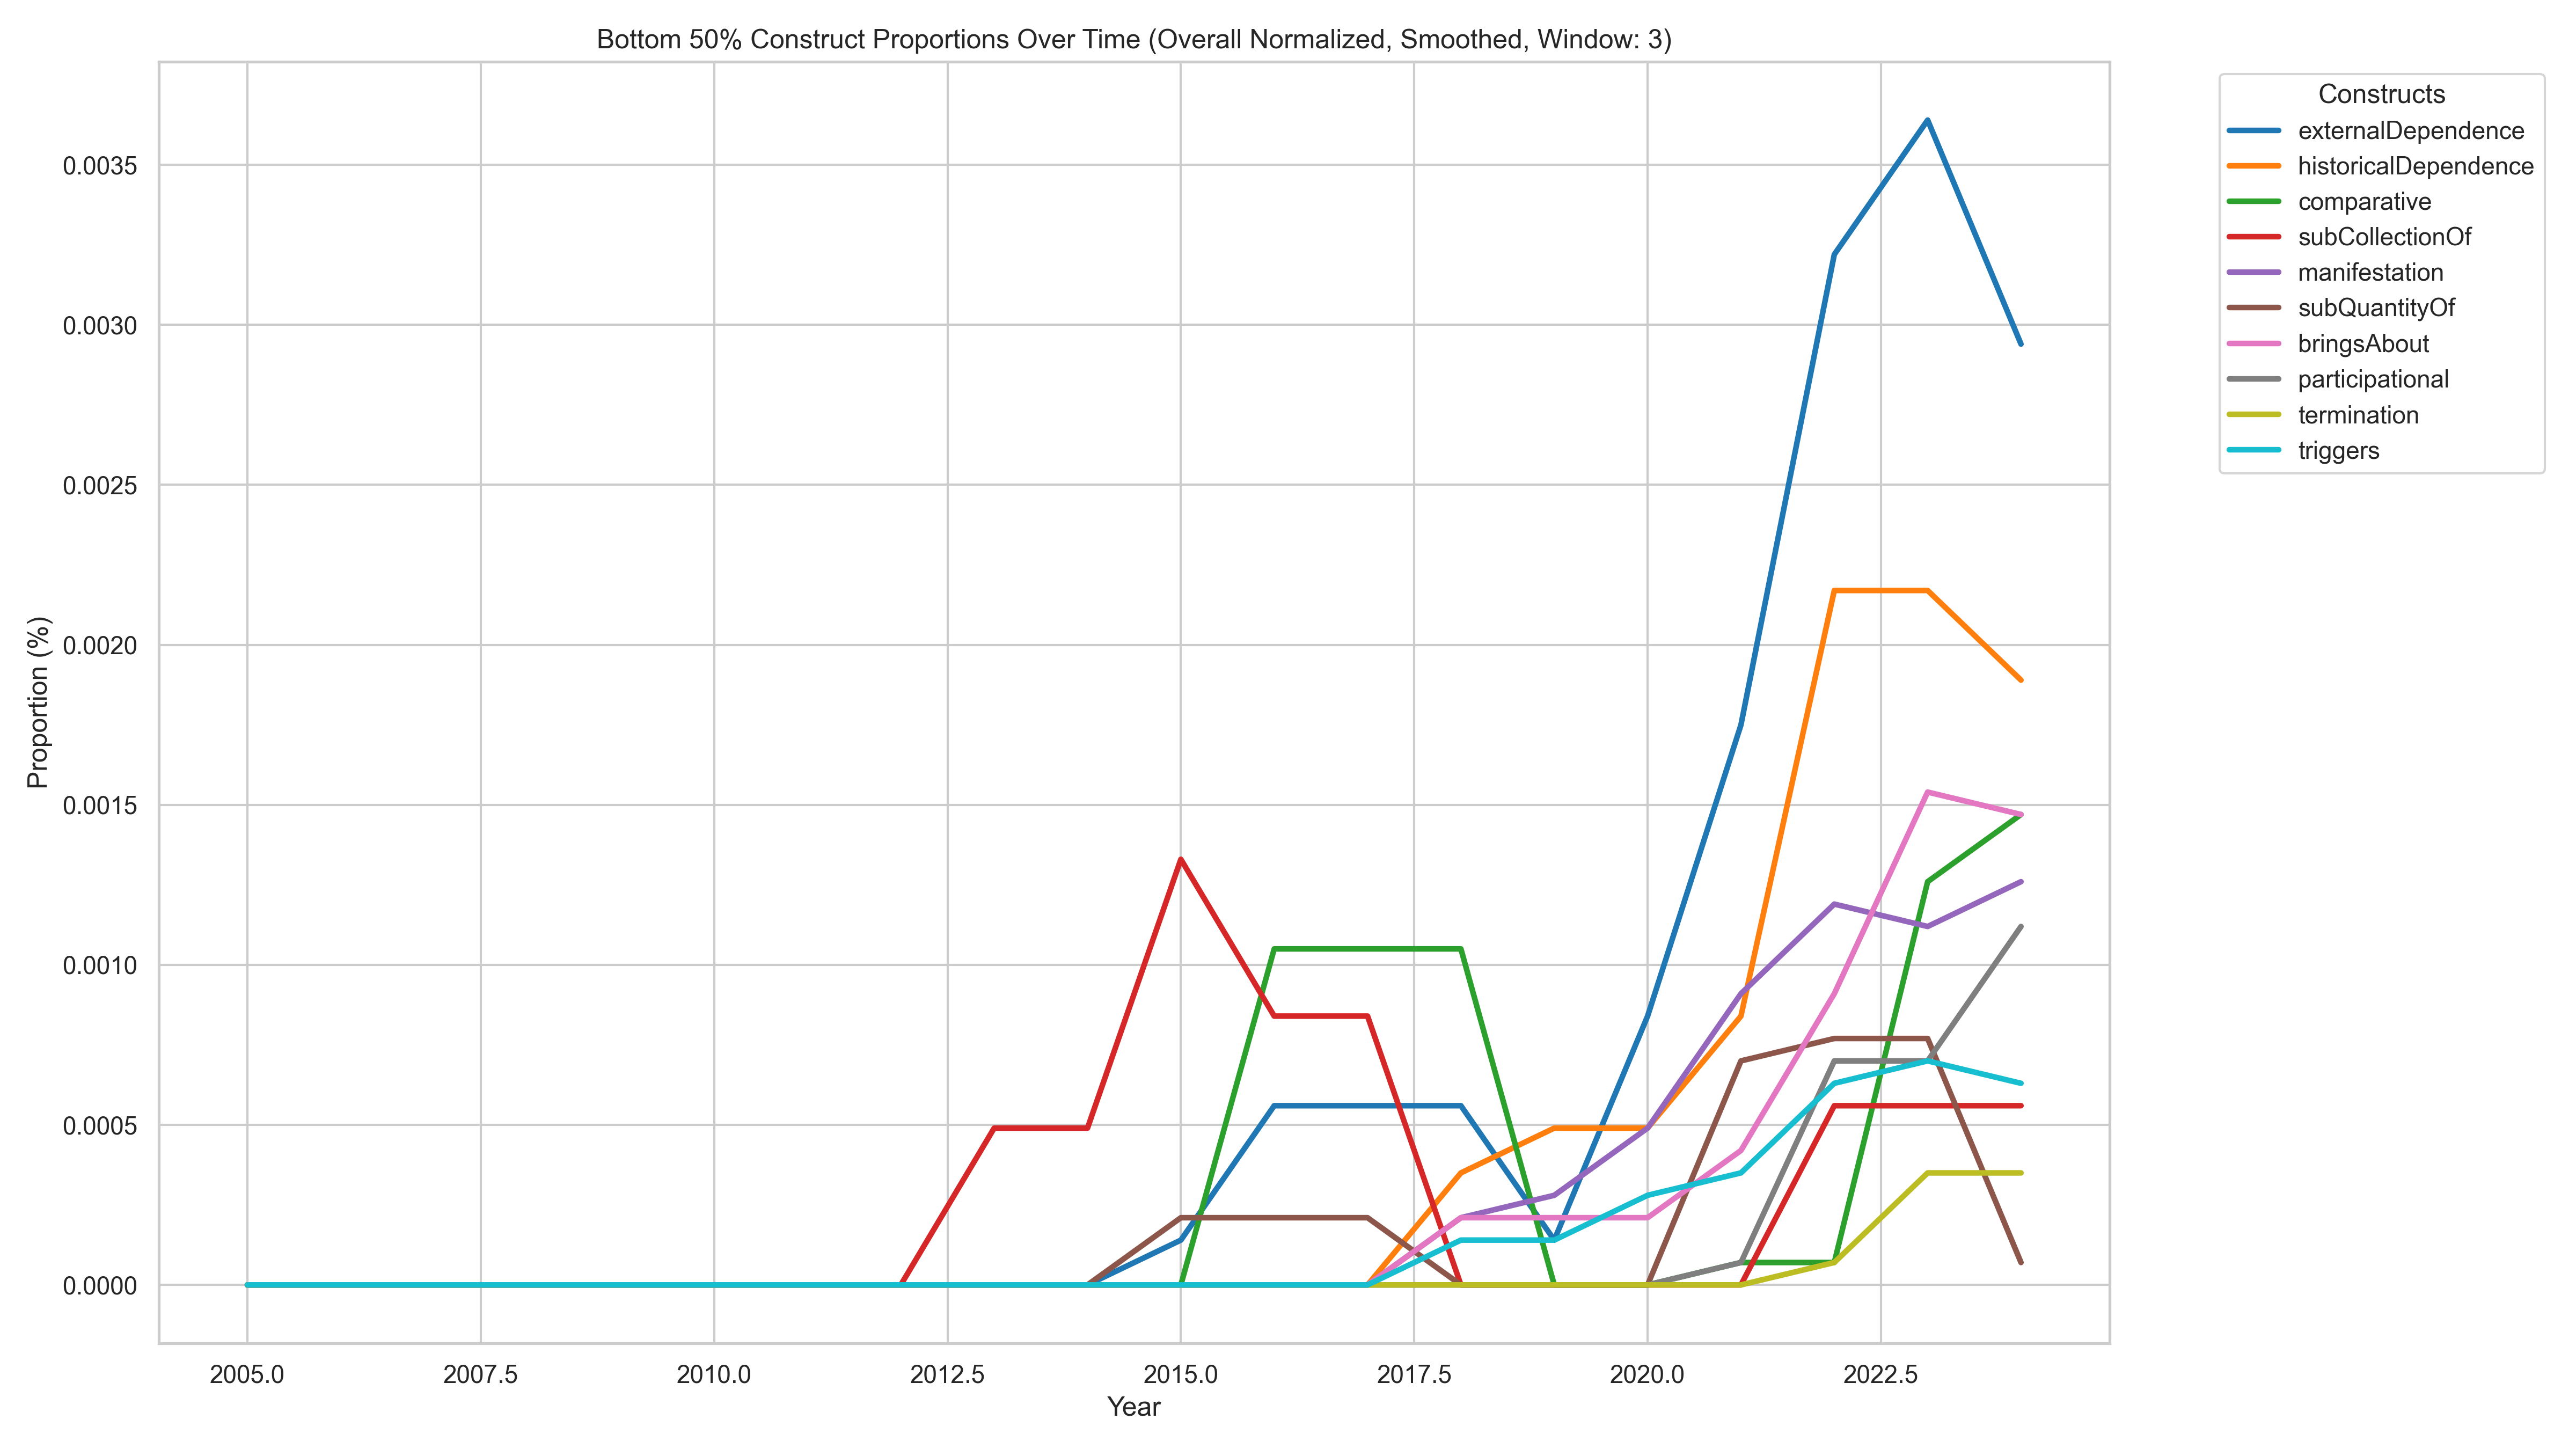 Bottom 50% Construct Proportions Over Time (Overall Normalized, Smoothed, Window: 3)
Constructs
externalDependence
historicalDependence
comparative
subCollectionOf
manifestation
subQuantityOf
bringsAbout
participational
termination
triggers
Proportion (%)
0.0035
0.0030
0.0025
0.0020
0.0015
0.0010
0.0005
0.0000
2005.0 2007.5 2010.0 2012.5 2015.0 2017.5 2020.0 2022.5
Year